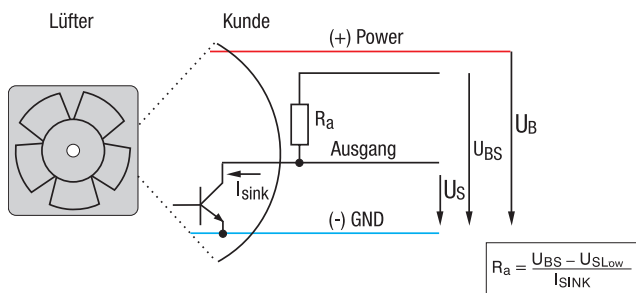 Lüfter
Kunde
(+) Power
Ra
Ausgang
Isink
US
UBS
UB
(-) GND
Ra = UBS – USLow / ISINK